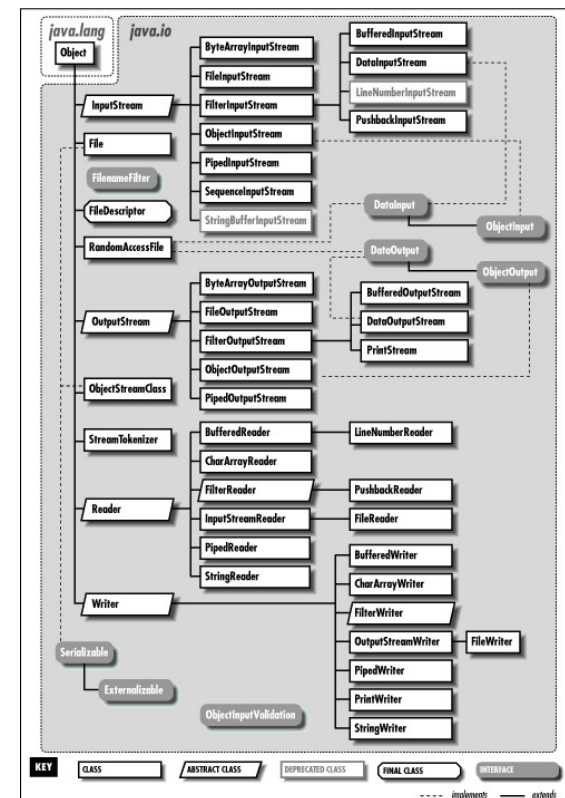 java.lang
java.io
Object
InputStream
ByteArrayInputStream
FileInputStream
FilterInputStream
ObjectInputStream
PipedInputStream
SequenceInputStream
StringBufferInputStream
BufferedInputStream
DataInputStream
LineNumberInputStream
PushbackInputStream
File
FilenameFilter
FileDescriptor
RandomAccessFile
DataInput
ObjectInput
DataOutput
ObjectOutput
OutputStream
ByteArrayOutputStream
FileOutputStream
FilterOutputStream
ObjectOutputStream
PipedOutputStream
BufferedOutputStream
DataOutputStream
PrintStream
ObjectStreamClass
StreamTokenizer
Reader
BufferedReader
LineNumberReader
CharArrayReader
FilterReader
PushbackReader
InputStreamReader
FileReader
PipedReader
StringReader
Writer
BufferedWriter
CharArrayWriter
FilterWriter
OutputStreamWriter
FileWriter
PipedWriter
PrintWriter
StringWriter
Serializable
Externalizable
ObjectInputValidation
KEY
CLASS
ABSTRACT CLASS
DEPRECATED CLASS
FINAL CLASS
INTERFACE
implements
extends